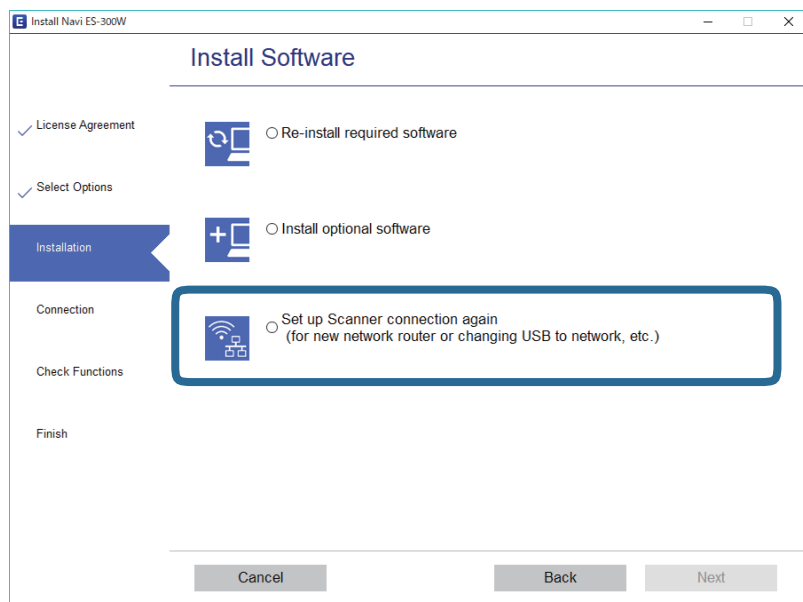 E Install Navi ES-300W
Install Software
License Agreement
Select Options
Installation
Connection
Check Functions
Finish
Re-install required software
Install optional software
Set up Scanner connection again
(for new network router or changing USB to network, etc.)
Cancel
Back
Next